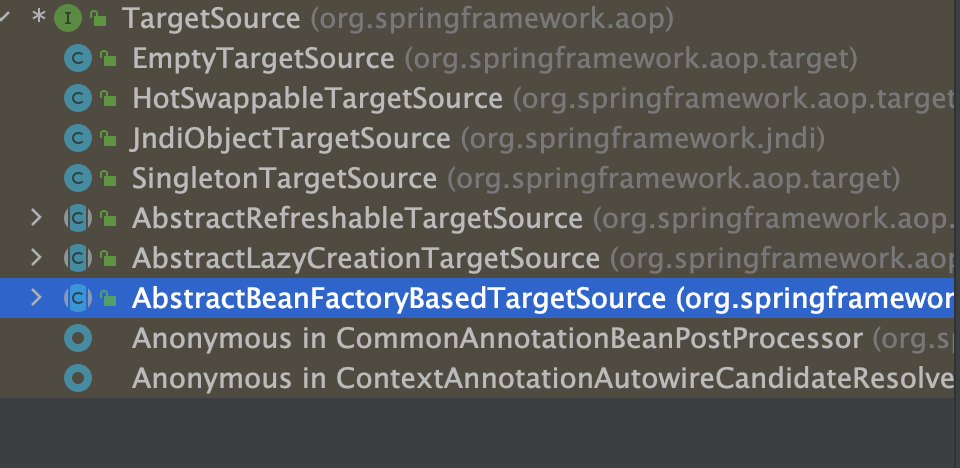 * I TargetSource (org.springframework.aop)
C EmptyTargetSource (org.springframework.aop.target)
C HotSwappableTargetSource (org.springframework.aop.target
C JndiObjectTargetSource (org.springframework.jndi)
C SingletonTargetSource (org.springframework.aop.target)
C AbstractRefreshableTargetSource (org.springframework.aop.
C AbstractLazyCreationTargetSource (org.springframework.aop
C AbstractBeanFactoryBasedTargetSource (org.springframewor
Anonymous in CommonAnnotationBeanPostProcessor (org.s
Anonymous in ContextAnnotationAutowireCandidateResolve